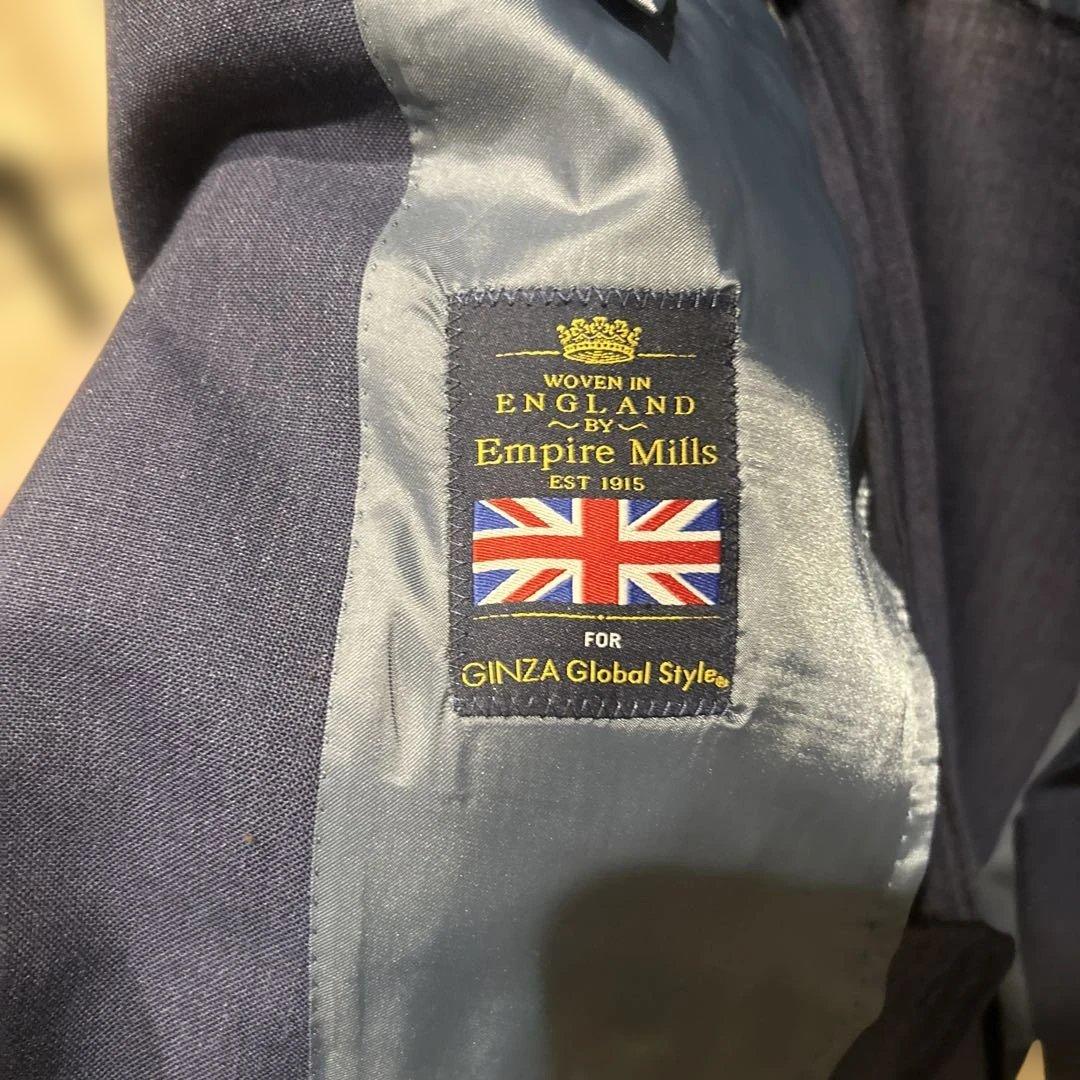 WOVEN IN
ENGLAND
~BY~
Empire Mills
EST 1915
FOR
GINZA Global Style®